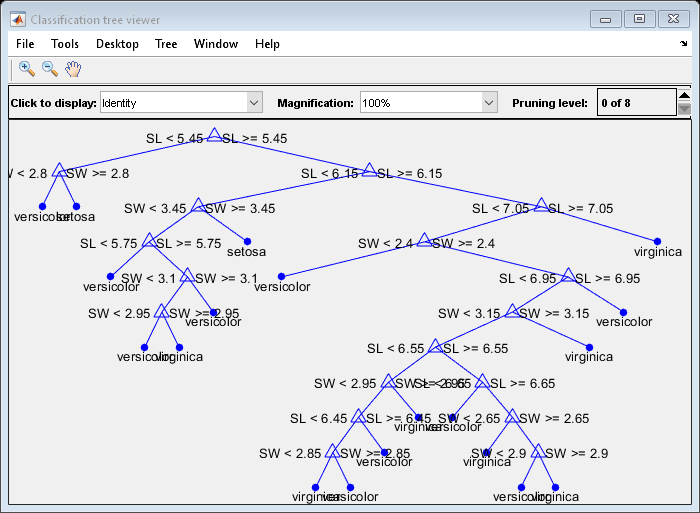 Classification tree viewer
File Tools Desktop Tree Window Help
Click to display: Identity Magnification: 100% Pruning level: 0 of 8
SL < 5.45 SL >= 5.45
< 2.8 SW >= 2.8 SL < 6.15 SL >= 6.15
versicolor setosa SW < 3.45 SW >= 3.45 SL < 7.05 SL >= 7.05
SL < 5.75 SL >= 5.75 setosa SW < 2.4 SW >= 2.4 virginica
versicolor SW < 3.1 SW >= 3.1 versicolor SL < 6.95 SL >= 6.95
SW < 2.95 SW >= 2.95 versicolor SW < 3.15 SW >= 3.15 versicolor
versicolor virginica SL < 6.55 SL >= 6.55 virginica
SW < 2.95 SW >= 2.95 SL < 6.65 SL >= 6.65
SL < 6.45 SL >= 6.45 virginica versicolor SW < 2.65 SW >= 2.65
SW < 2.85 SW >= 2.85 versicolor virginica SW < 2.9 SW >= 2.9
virginica versicolor versicolor virginica